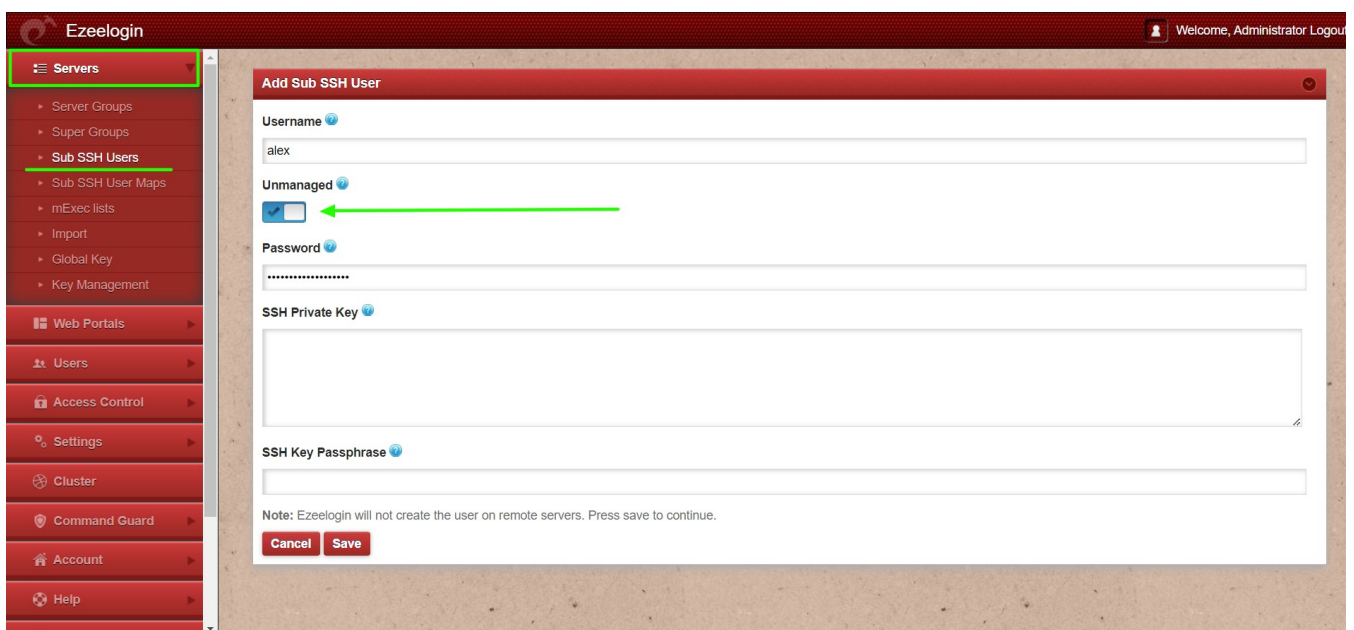 Ezeelogin
Welcome, Administrator Logout
Servers
Server Groups
Super Groups
Sub SSH Users
Sub SSH User Maps
mExec lists
Import
Global Key
Key Management
Web Portals
Users
Access Control
Settings
Cluster
Command Guard
Account
Help
Add Sub SSH User
Username
alex
Unmanaged
Password
•••••••••••••••••••
SSH Private Key
SSH Key Passphrase
Note: Ezeelogin will not create the user on remote servers. Press save to continue.
Cancel Save